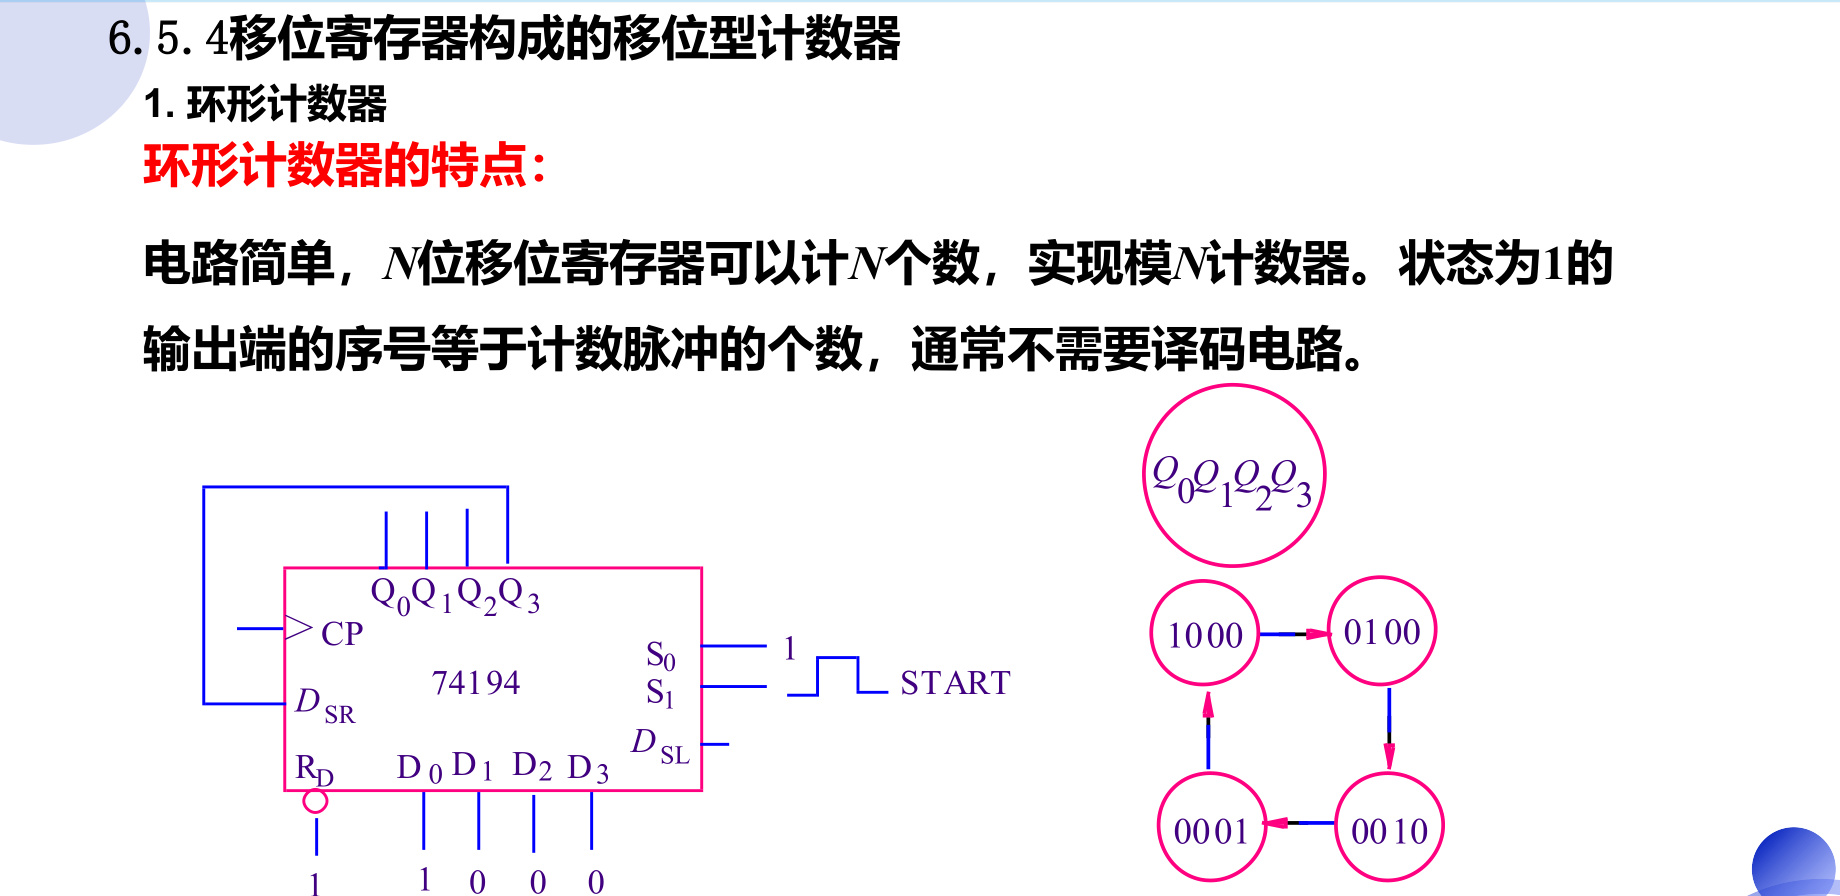 6.5.4移位寄存器构成的移位型计数器
1. 环形计数器
环形计数器的特点：
电路简单，N位移位寄存器可以计N个数，实现模N计数器。状态为1的
输出端的序号等于计数脉冲的个数，通常不需要译码电路。
Q0Q1Q2Q3
Q0Q1Q2Q3
CP
1000
0100
S0
1
74194
S1
START
DSR
DSL
RD
D0 D1 D2 D3
0001
0010
1
1 0 0 0